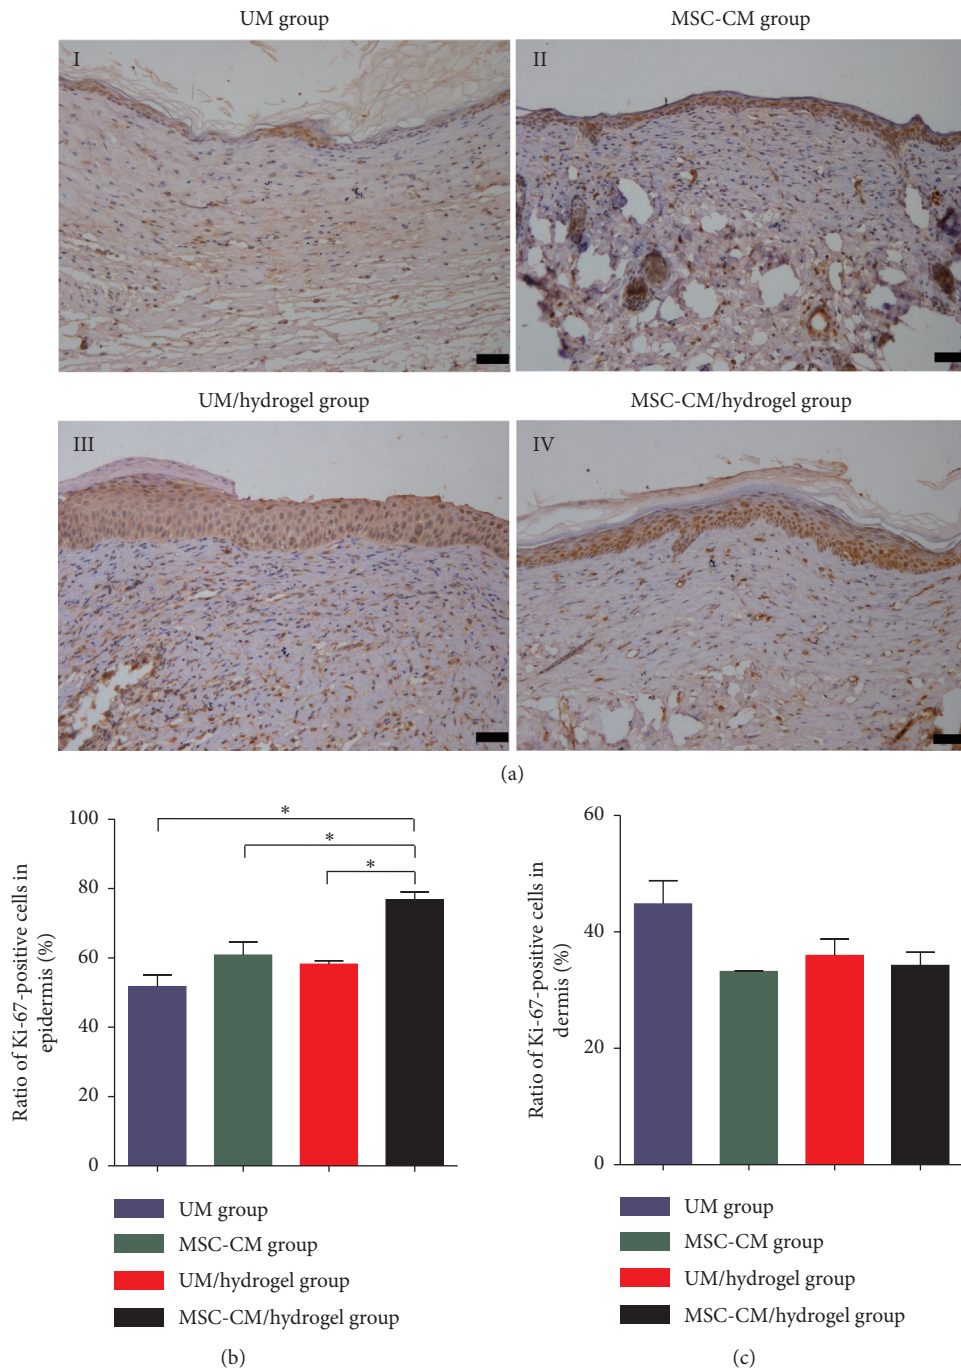 UM group
MSC-CM group
I
II
UM/hydrogel group
MSC-CM/hydrogel group
III
IV
(a)
Ratio of Ki-67-positive cells in
epidermis (%)
100
80
60
40
20
0
*
*
*
UM group
MSC-CM group
UM/hydrogel group
MSC-CM/hydrogel group
(b)
Ratio of Ki-67-positive cells in
dermis (%)
60
40
20
0
UM group
MSC-CM group
UM/hydrogel group
MSC-CM/hydrogel group
(c)